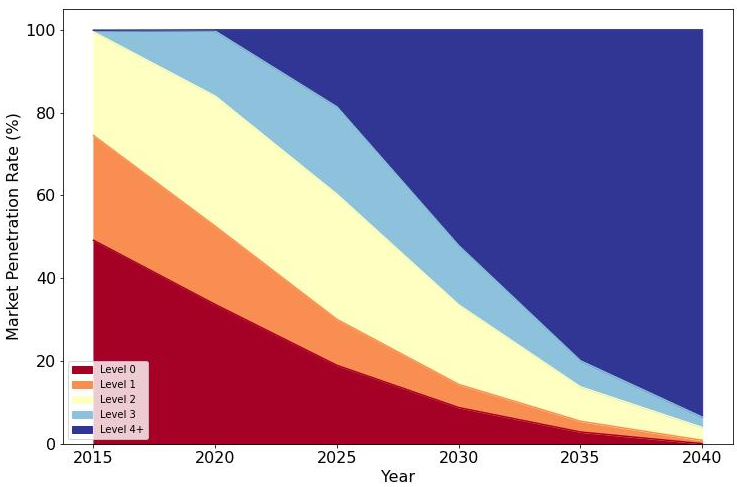 Market Penetration Rate (%)
100
80
60
40
20
0
Level 0
Level 1
Level 2
Level 3
Level 4+
2015 2020 2025 2030 2035 2040
Year